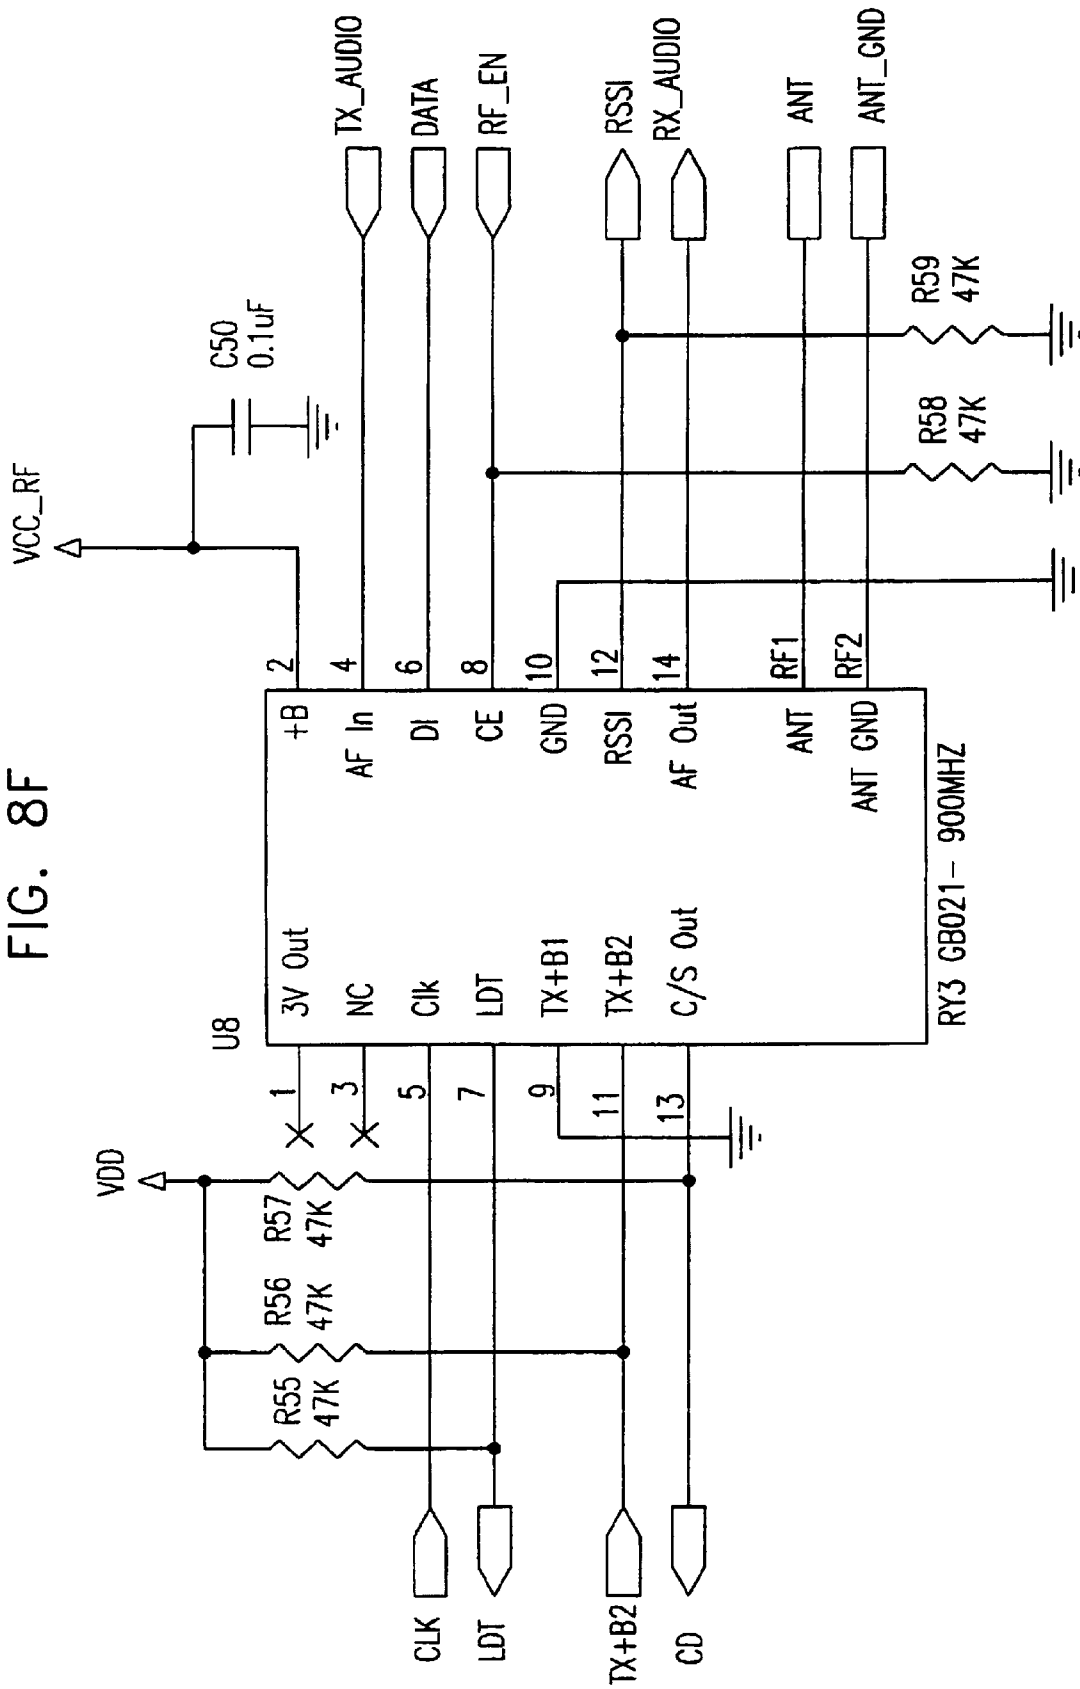 FIG. 8F
VCC_RF
VDD
C50
0.1uF
U8
R55
47K
R56
47K
R57
47K
1
3V Out
+B
2
3
NC
AF In
4
TX_AUDIO
CLK
5
Clk
DI
6
DATA
LDT
7
LDT
CE
8
RF_EN
9
TX+B1
GND
10
TX+B2
11
TX+B2
RSSI
12
RSSI
CD
13
C/S Out
AF Out
14
RX_AUDIO
ANT
RF1
ANT
ANT GND
RF2
ANT_GND
R58
47K
R59
47K
RY3 GB021- 900MHZ